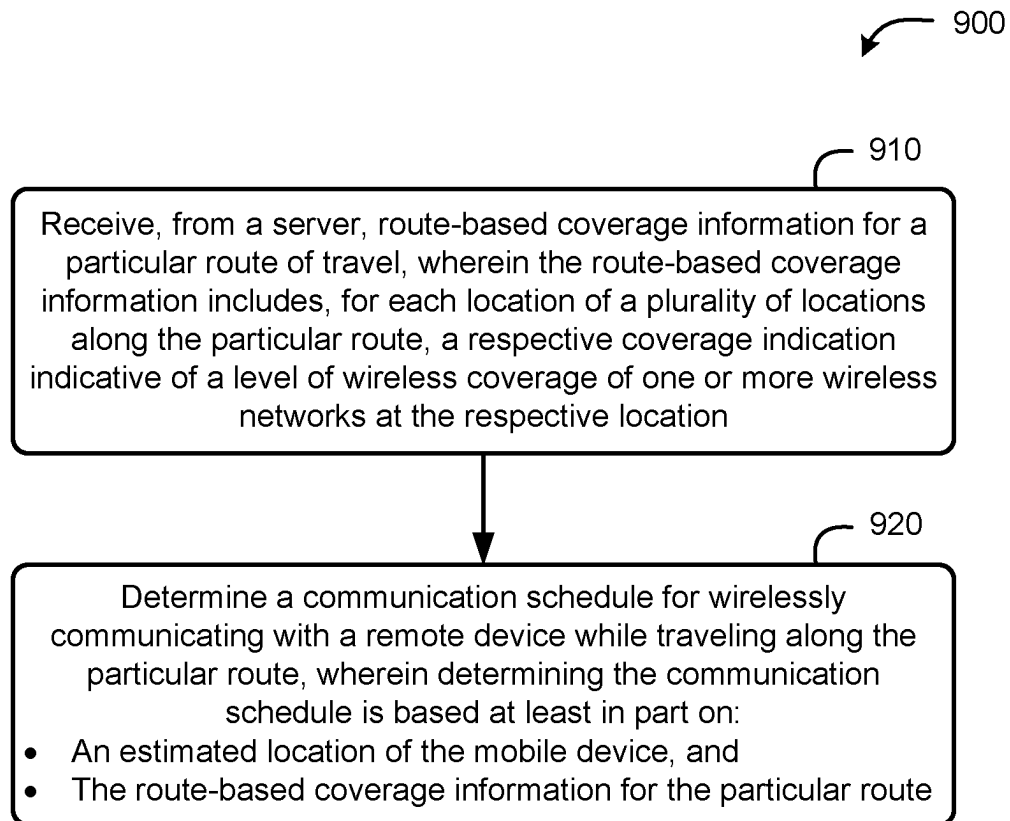 900
910
Receive, from a server, route-based coverage information for a
particular route of travel, wherein the route-based coverage
information includes, for each location of a plurality of locations
along the particular route, a respective coverage indication
indicative of a level of wireless coverage of one or more wireless
networks at the respective location
920
Determine a communication schedule for wirelessly
communicating with a remote device while traveling along the
particular route, wherein determining the communication
schedule is based at least in part on:
• An estimated location of the mobile device, and
• The route-based coverage information for the particular route